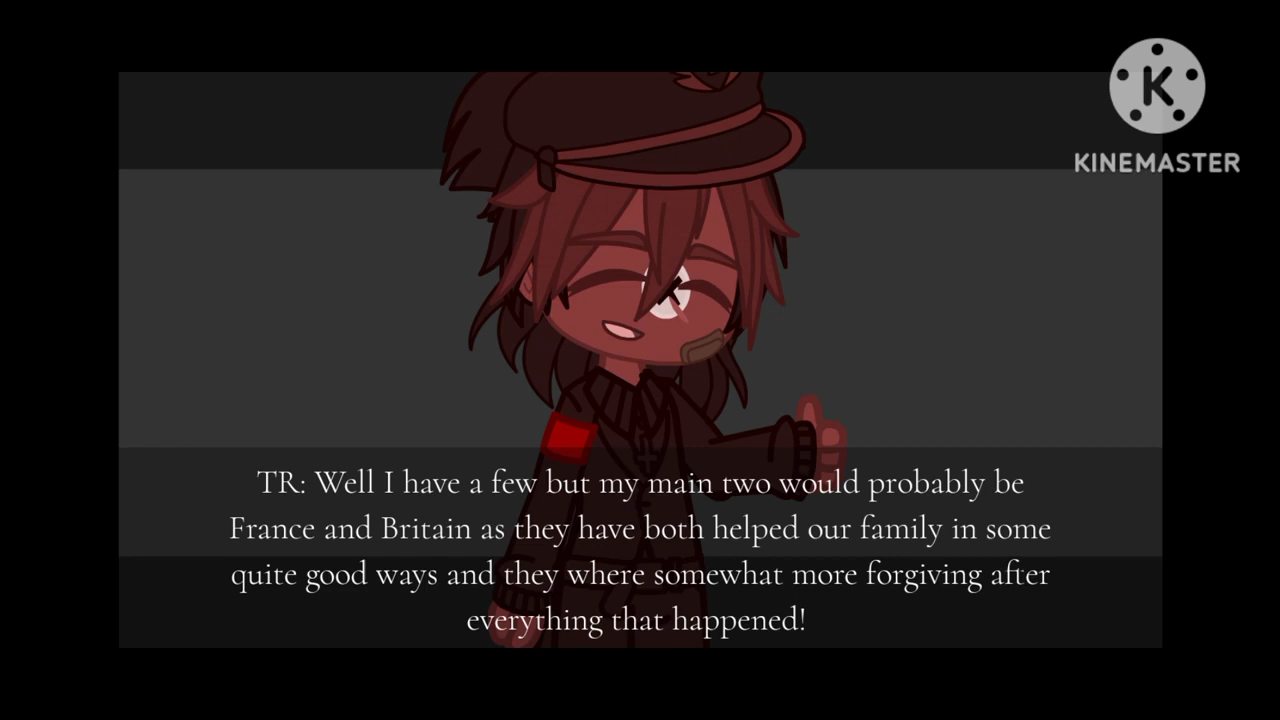 KINEMASTER
TR: Well I have a few but my main two would probably be
France and Britain as they have both helped our family in some
quite good ways and they where somewhat more forgiving after
everything that happened!